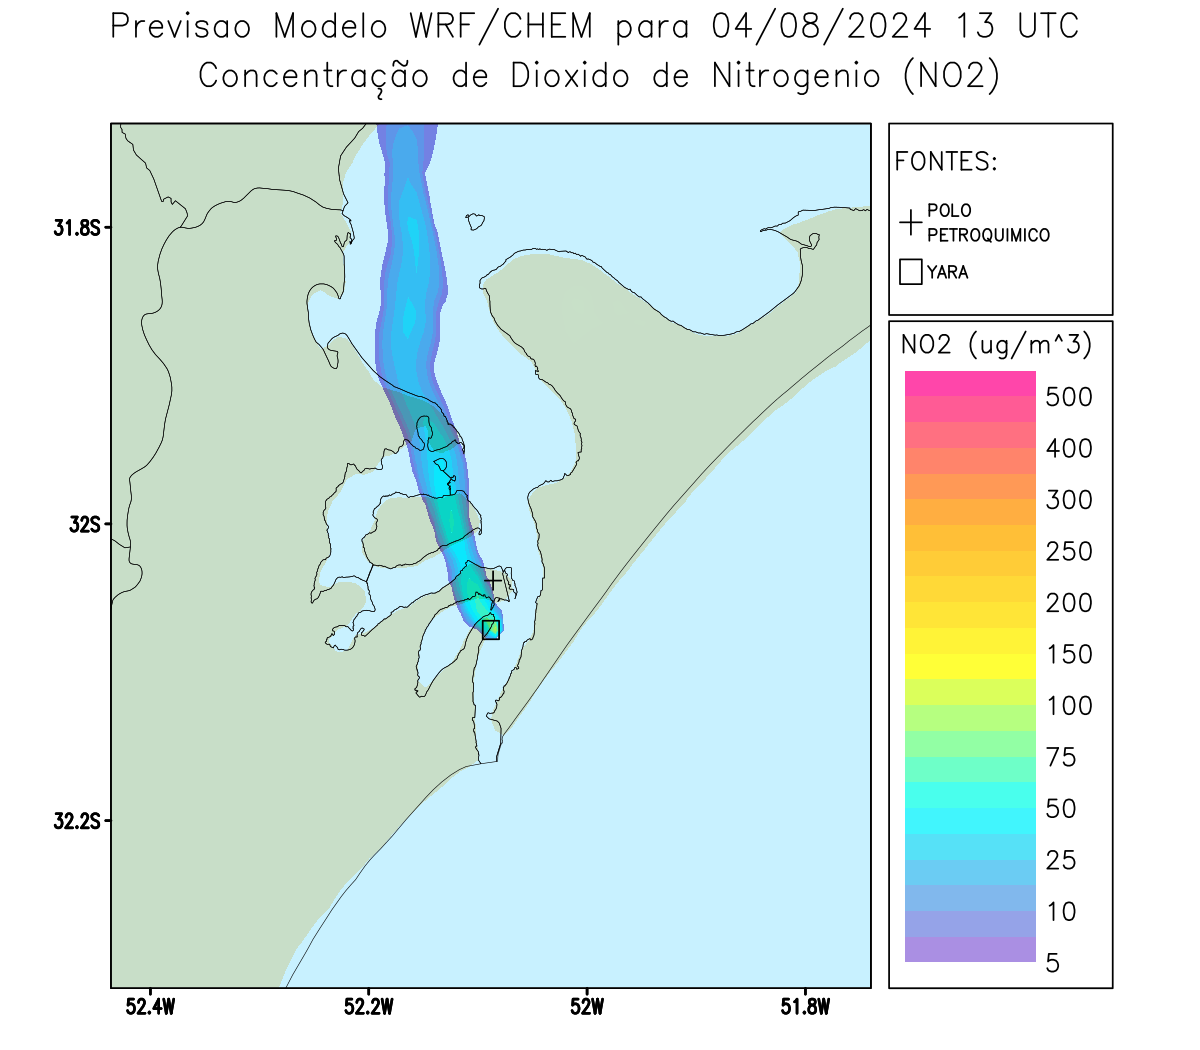 Previsao Modelo WRF/CHEM para 04/08/2024 13 UTC
Concentração de Dioxido de Nitrogenio (NO2)
FONTES:
POLO
PETROQUIMICO
YARA
NO2 (ug/m^3)
500
400
300
250
200
150
100
75
50
25
10
5
31.8S
32S
32.2S
52.4W
52.2W
52W
51.8W